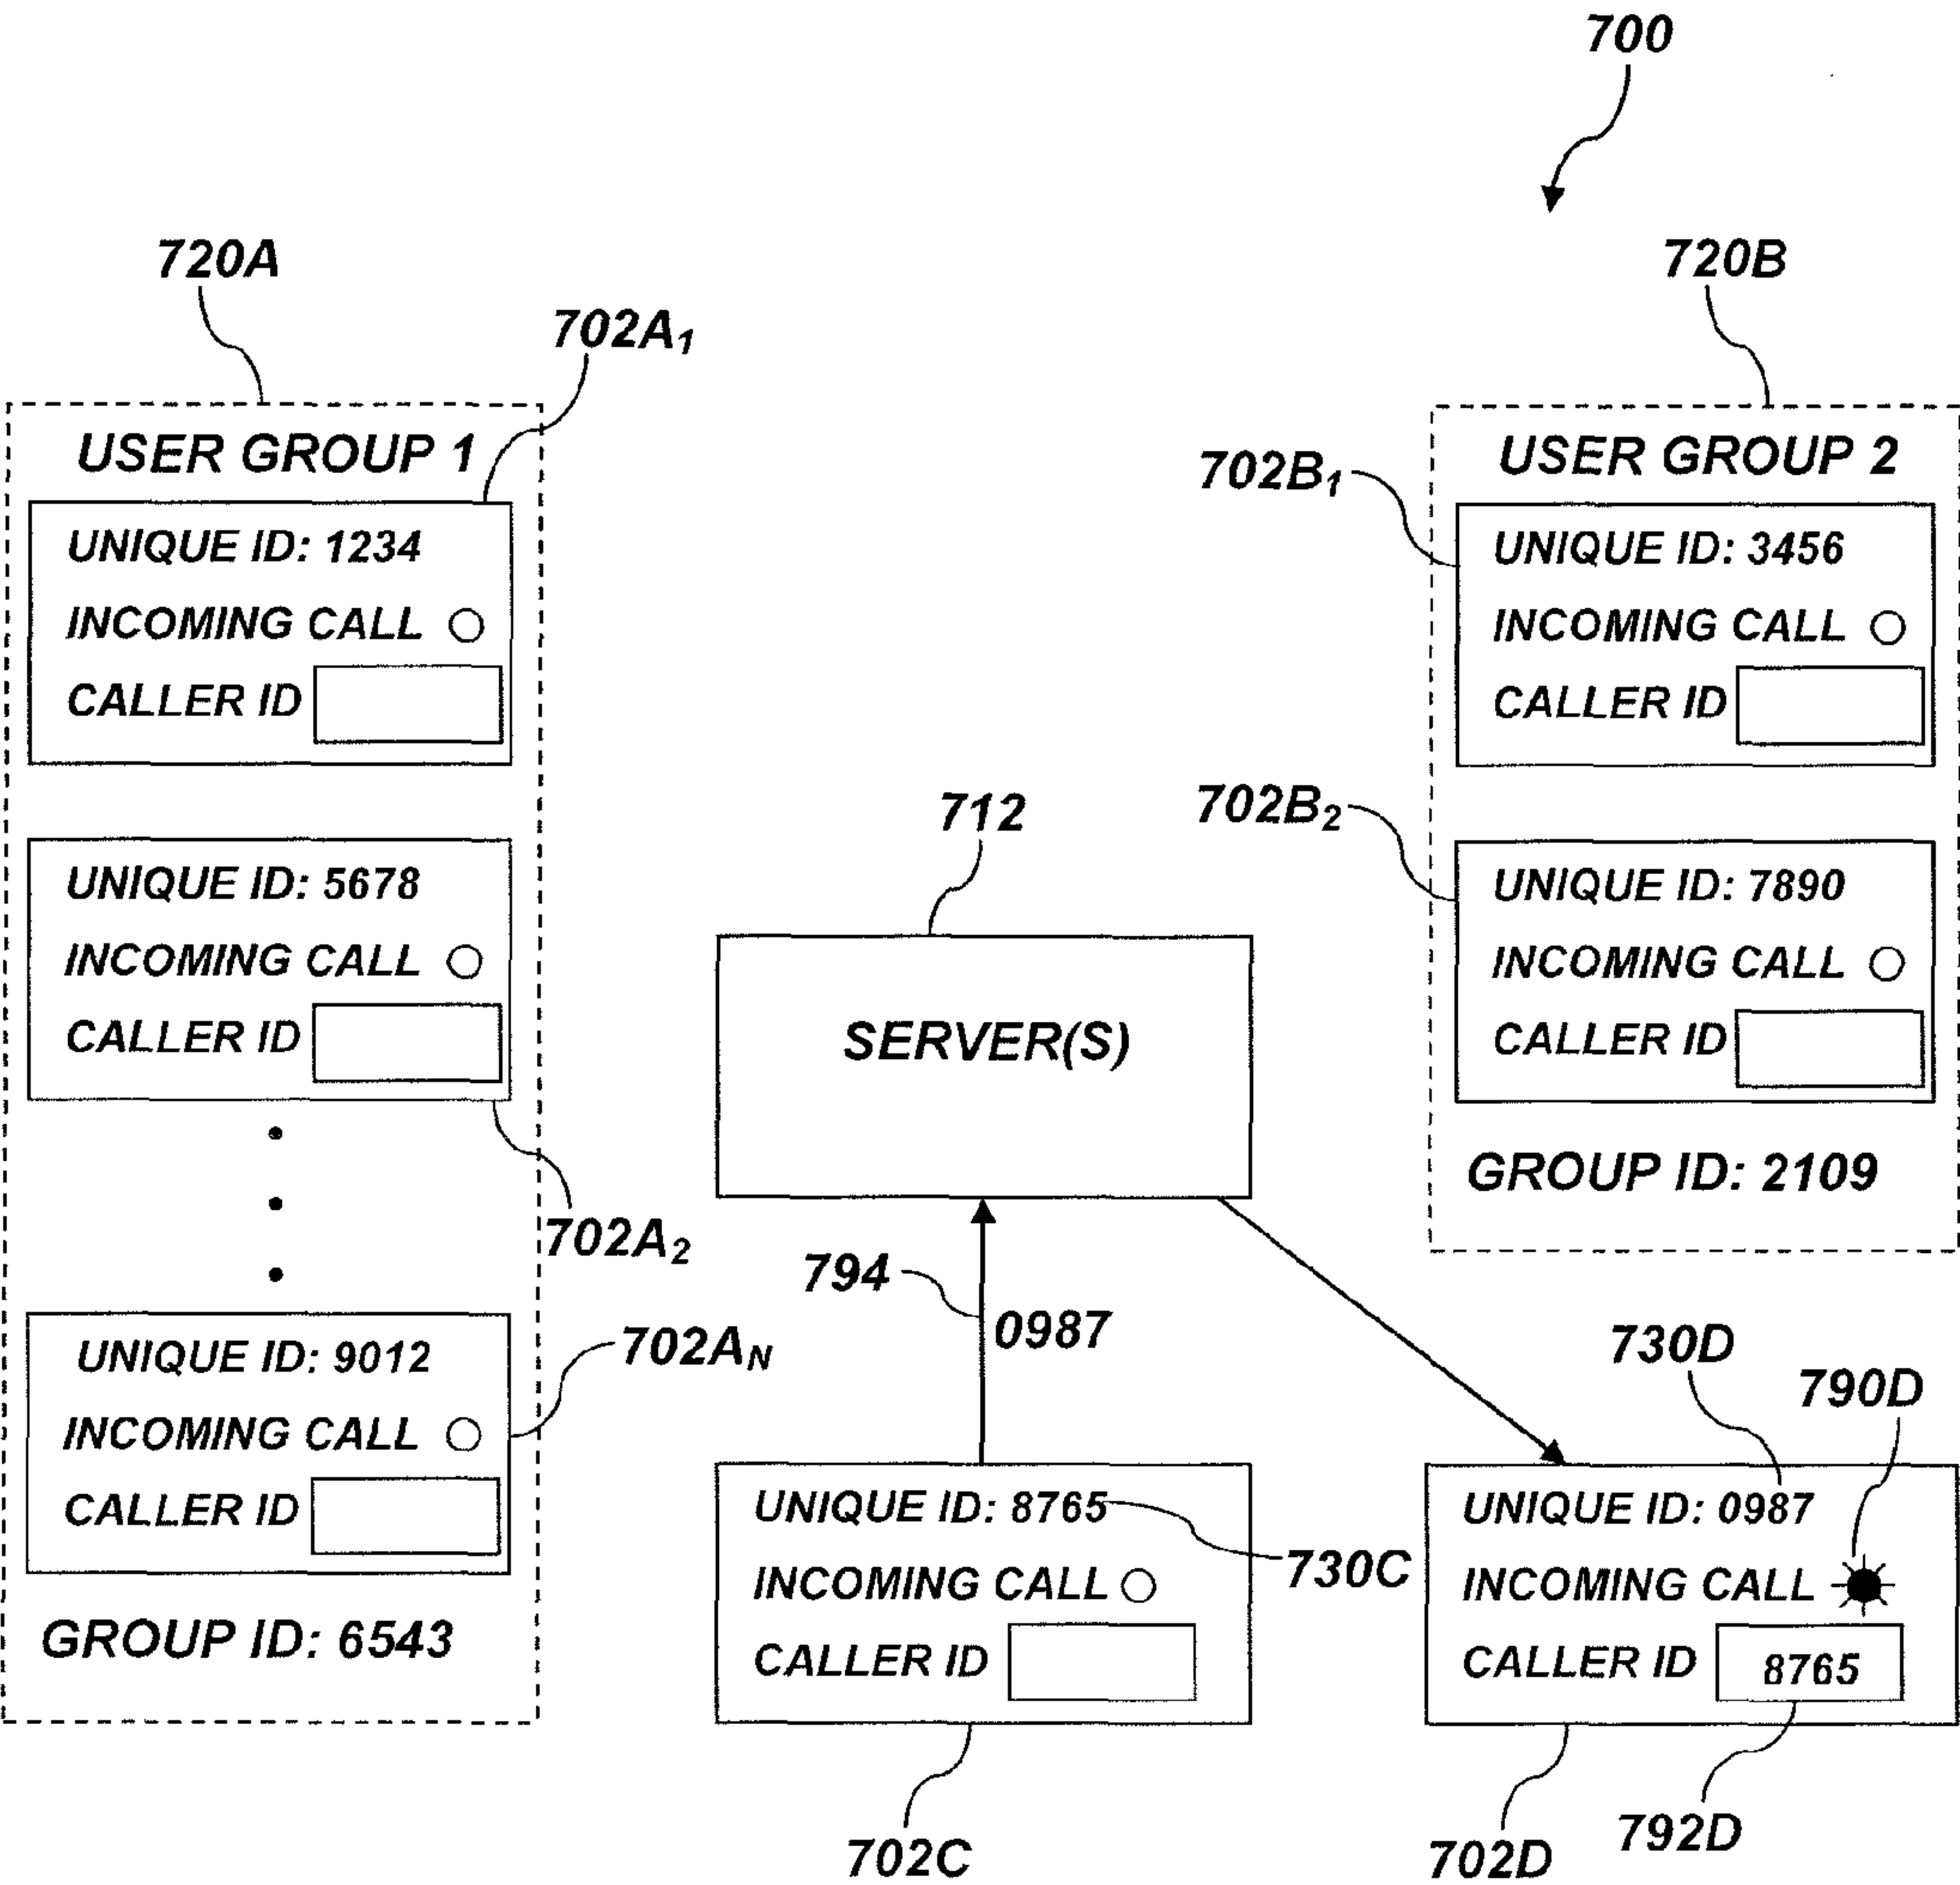 700
720A
720B
702A1
USER GROUP 1
UNIQUE ID: 1234
INCOMING CALL
CALLER ID
UNIQUE ID: 5678
INCOMING CALL
CALLER ID
702A2
UNIQUE ID: 9012
INCOMING CALL
CALLER ID
702AN
GROUP ID: 6543
712
SERVER(S)
794
0987
UNIQUE ID: 8765
730C
INCOMING CALL
CALLER ID
702C
702B1
USER GROUP 2
UNIQUE ID: 3456
INCOMING CALL
CALLER ID
702B2
UNIQUE ID: 7890
INCOMING CALL
CALLER ID
GROUP ID: 2109
730D
790D
UNIQUE ID: 0987
INCOMING CALL
CALLER ID 8765
702D
792D